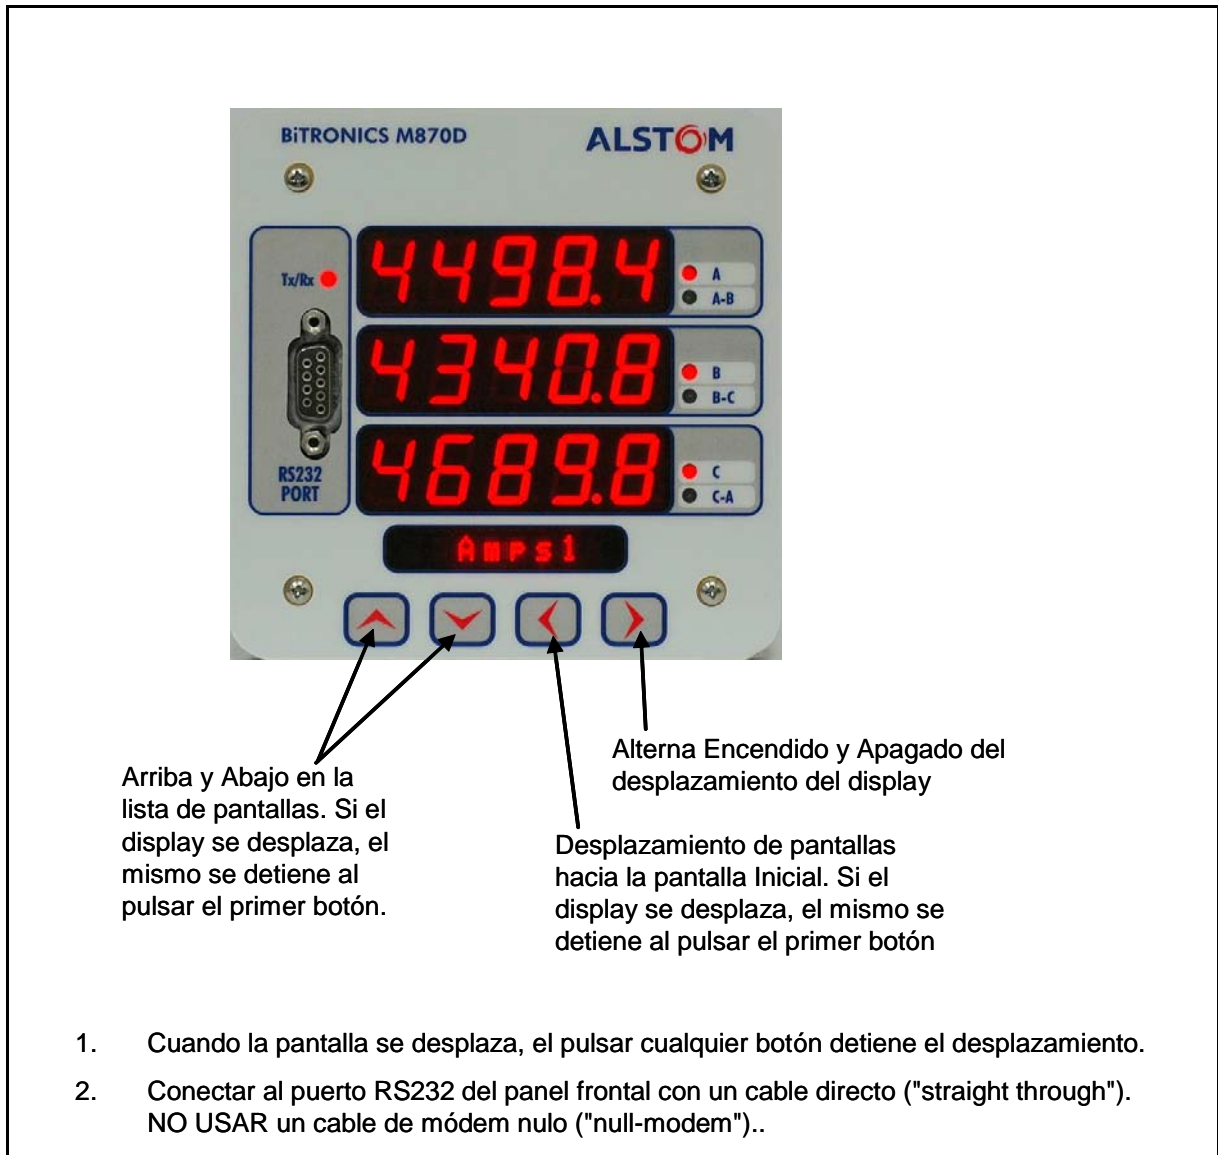 BiTRONICS M870D
ALSTOM
Tx/Rx
4498.4
A
A-B
4340.8
B
B-C
4689.8
C
C-A
RS232
PORT
Amps1
Alterna Encendido y Apagado del
desplazamiento del display
Arriba y Abajo en la
lista de pantallas. Si el
display se desplaza, el
mismo se detiene al
pulsar el primer botón.
Desplazamiento de pantallas
hacia la pantalla Inicial. Si el
display se desplaza, el mismo se
detiene al pulsar el primer botón
1. Cuando la pantalla se desplaza, el pulsar cualquier botón detiene el desplazamiento.
2. Conectar al puerto RS232 del panel frontal con un cable directo ("straight through").
NO USAR un cable de módem nulo ("null-modem")..